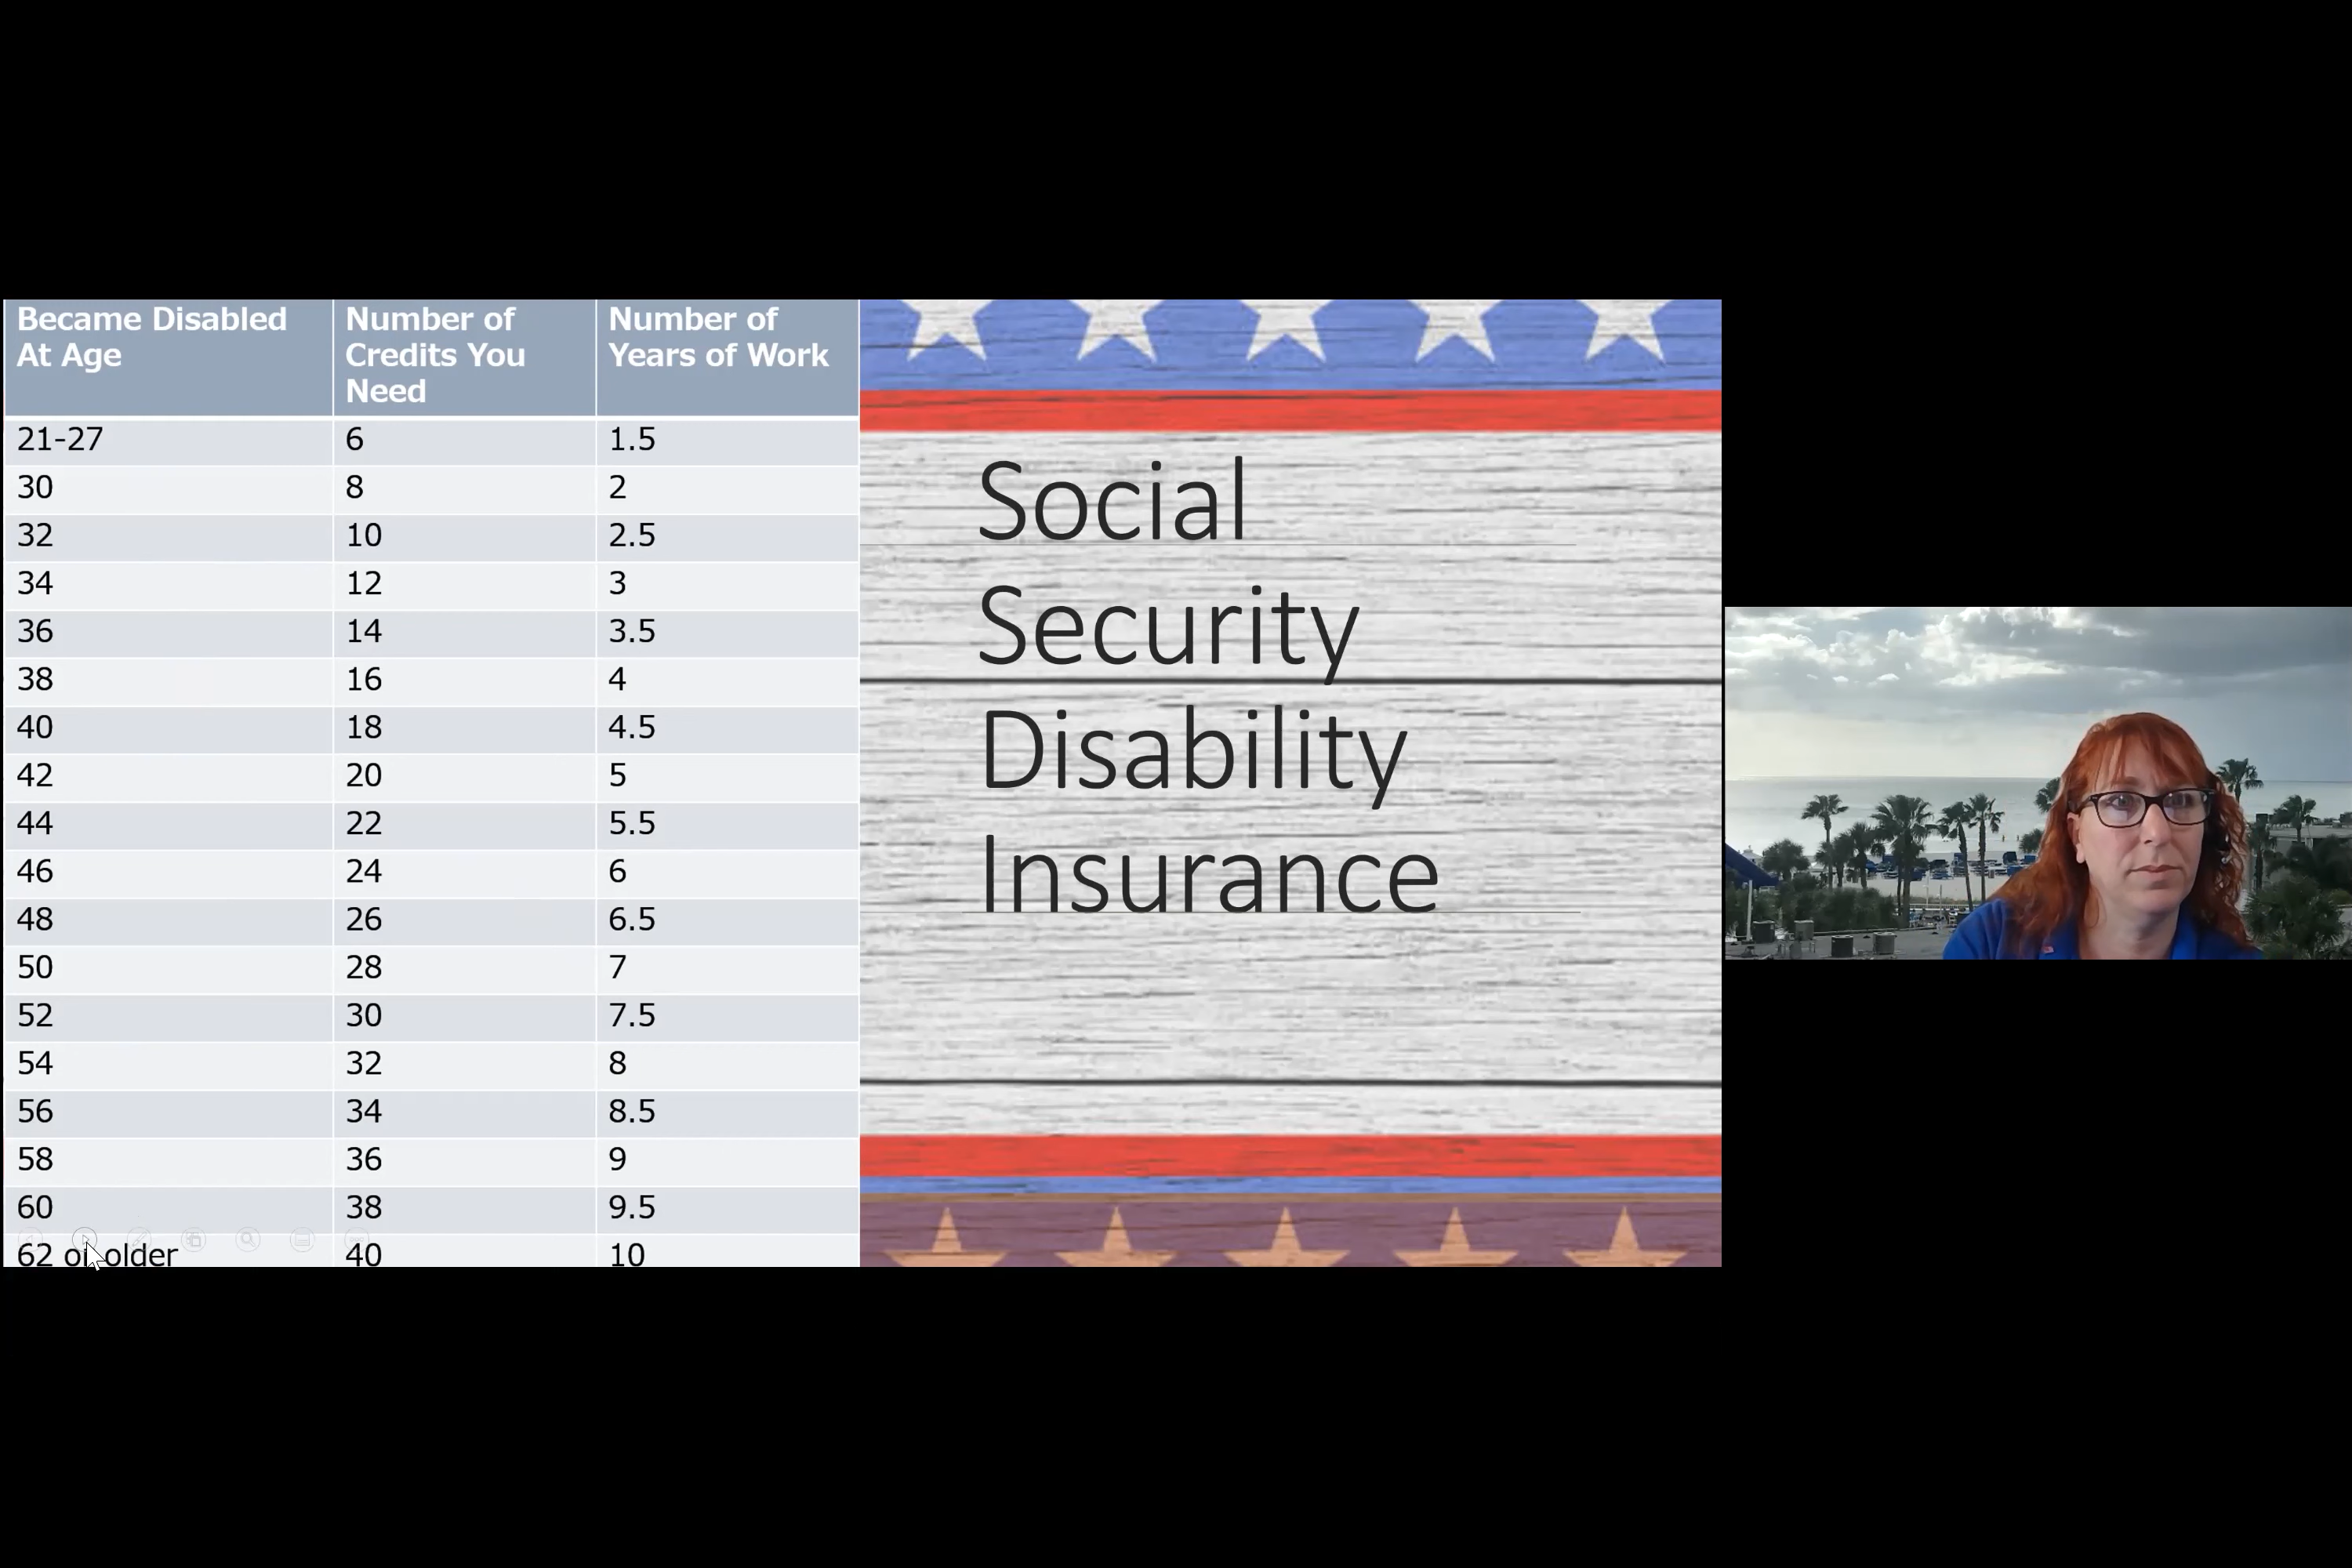 Became Disabled At Age Number of Credits You Need Number of Years of Work
21-27 6 1.5
30 8 2
32 10 2.5
34 12 3
36 14 3.5
38 16 4
40 18 4.5
42 20 5
44 22 5.5
46 24 6
48 26 6.5
50 28 7
52 30 7.5
54 32 8
56 34 8.5
58 36 9
60 38 9.5
62 or older 40 10
Social
Security
Disability
Insurance